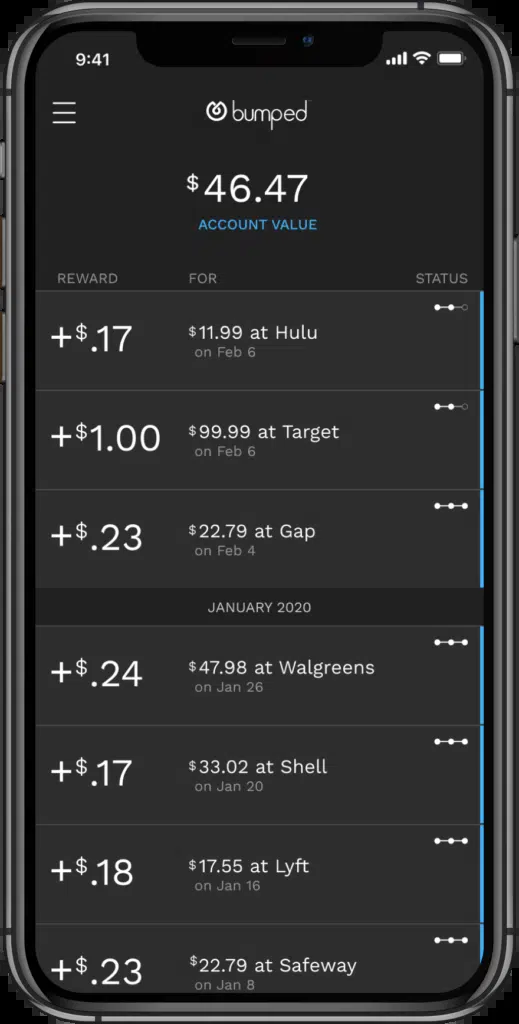 9:41
bumped
$46.47
ACCOUNT VALUE
REWARD FOR STATUS
+$.17 $11.99 at Hulu
on Feb 6
+$1.00 $99.99 at Target
on Feb 6
+$.23 $22.79 at Gap
on Feb 4
JANUARY 2020
+$.24 $47.98 at Walgreens
on Jan 26
+$.17 $33.02 at Shell
on Jan 20
+$.18 $17.55 at Lyft
on Jan 16
+$.23 $22.79 at Safeway
on Jan 8